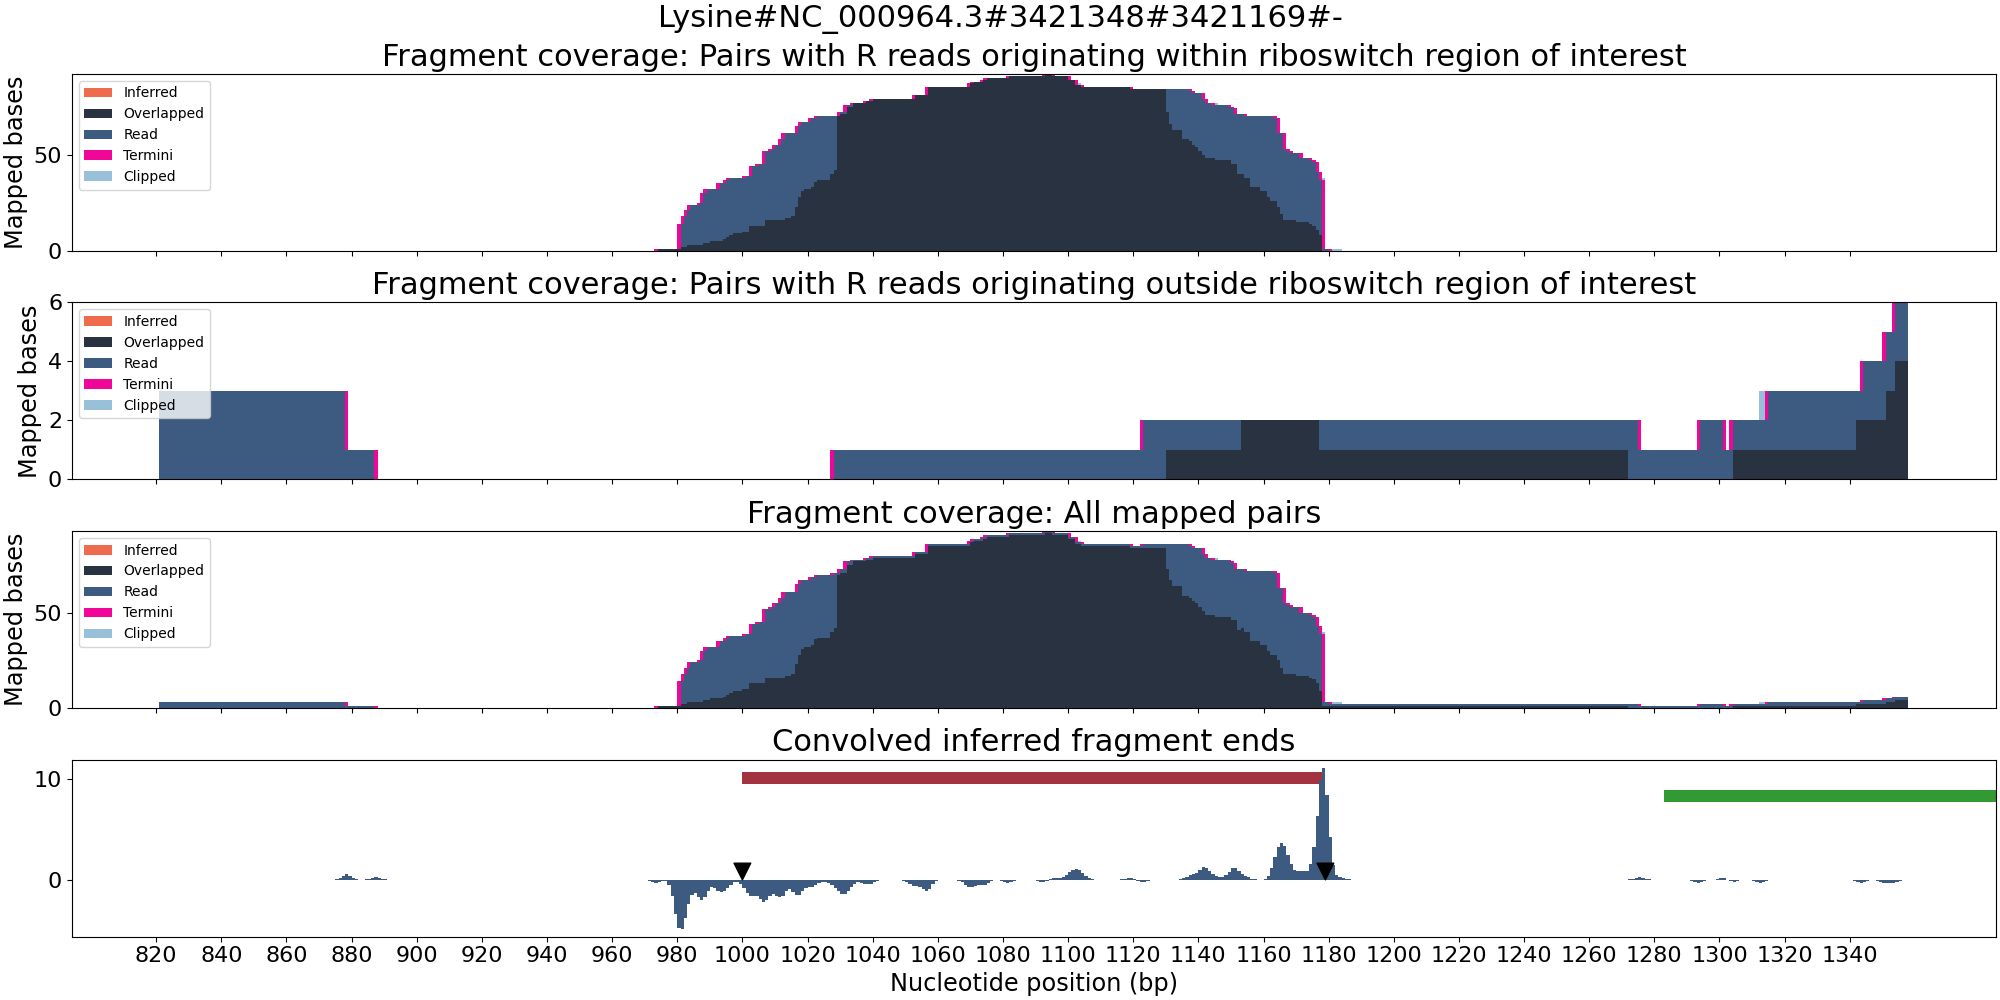 Lysine#NC_000964.3#3421348#3421169#-
Fragment coverage: Pairs with R reads originating within riboswitch region of interest
Mapped bases
50
0
Inferred
Overlapped
Read
Termini
Clipped
Fragment coverage: Pairs with R reads originating outside riboswitch region of interest
Mapped bases
6
4
2
0
Inferred
Overlapped
Read
Termini
Clipped
Fragment coverage: All mapped pairs
Mapped bases
50
0
Inferred
Overlapped
Read
Termini
Clipped
Convolved inferred fragment ends
10
0
820 840 860 880 900 920 940 960 980 1000 1020 1040 1060 1080 1100 1120 1140 1160 1180 1200 1220 1240 1260 1280 1300 1320 1340
Nucleotide position (bp)